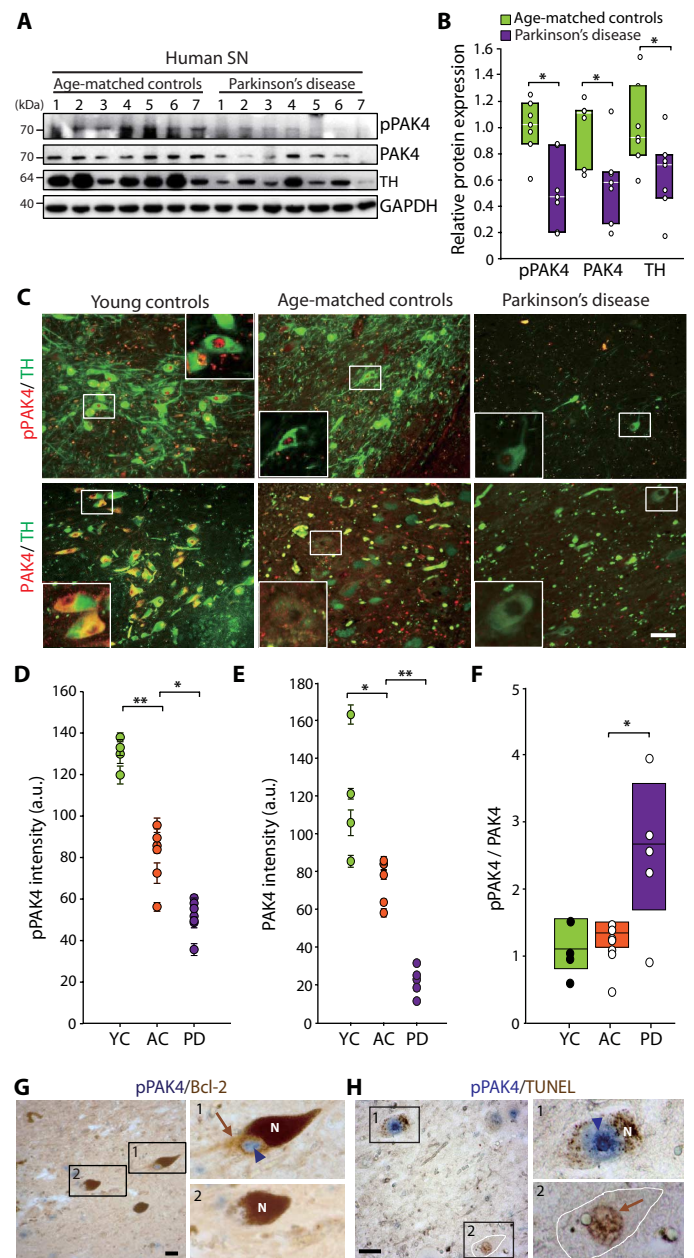 A
Human SN
Age-matched controls Parkinson's disease
(kDa) 1 2 3 4 5 6 7 1 2 3 4 5 6 7
70 pPAK4
70 PAK4
64 TH
40 GAPDH
B
Age-matched controls
Parkinson's disease
Relative protein expression
1.6
1.4
1.2
1.0
0.8
0.6
0.4
0.2
0
* * *
pPAK4 PAK4 TH
C
Young controls Age-matched controls Parkinson's disease
pPAK4/ TH
PAK4/ TH
D
pPAK4 intensity (a.u.)
160
140
120
100
80
60
40
20
0
** *
YC AC PD
E
PAK4 intensity (a.u.)
180
160
140
120
100
80
60
40
20
0
* **
YC AC PD
F
pPAK4 / PAK4
5
4
3
2
1
0
*
YC AC PD
G
pPAK4/Bcl-2
1
2
1
N
2
N
H
pPAK4/TUNEL
1
2
1
N
2